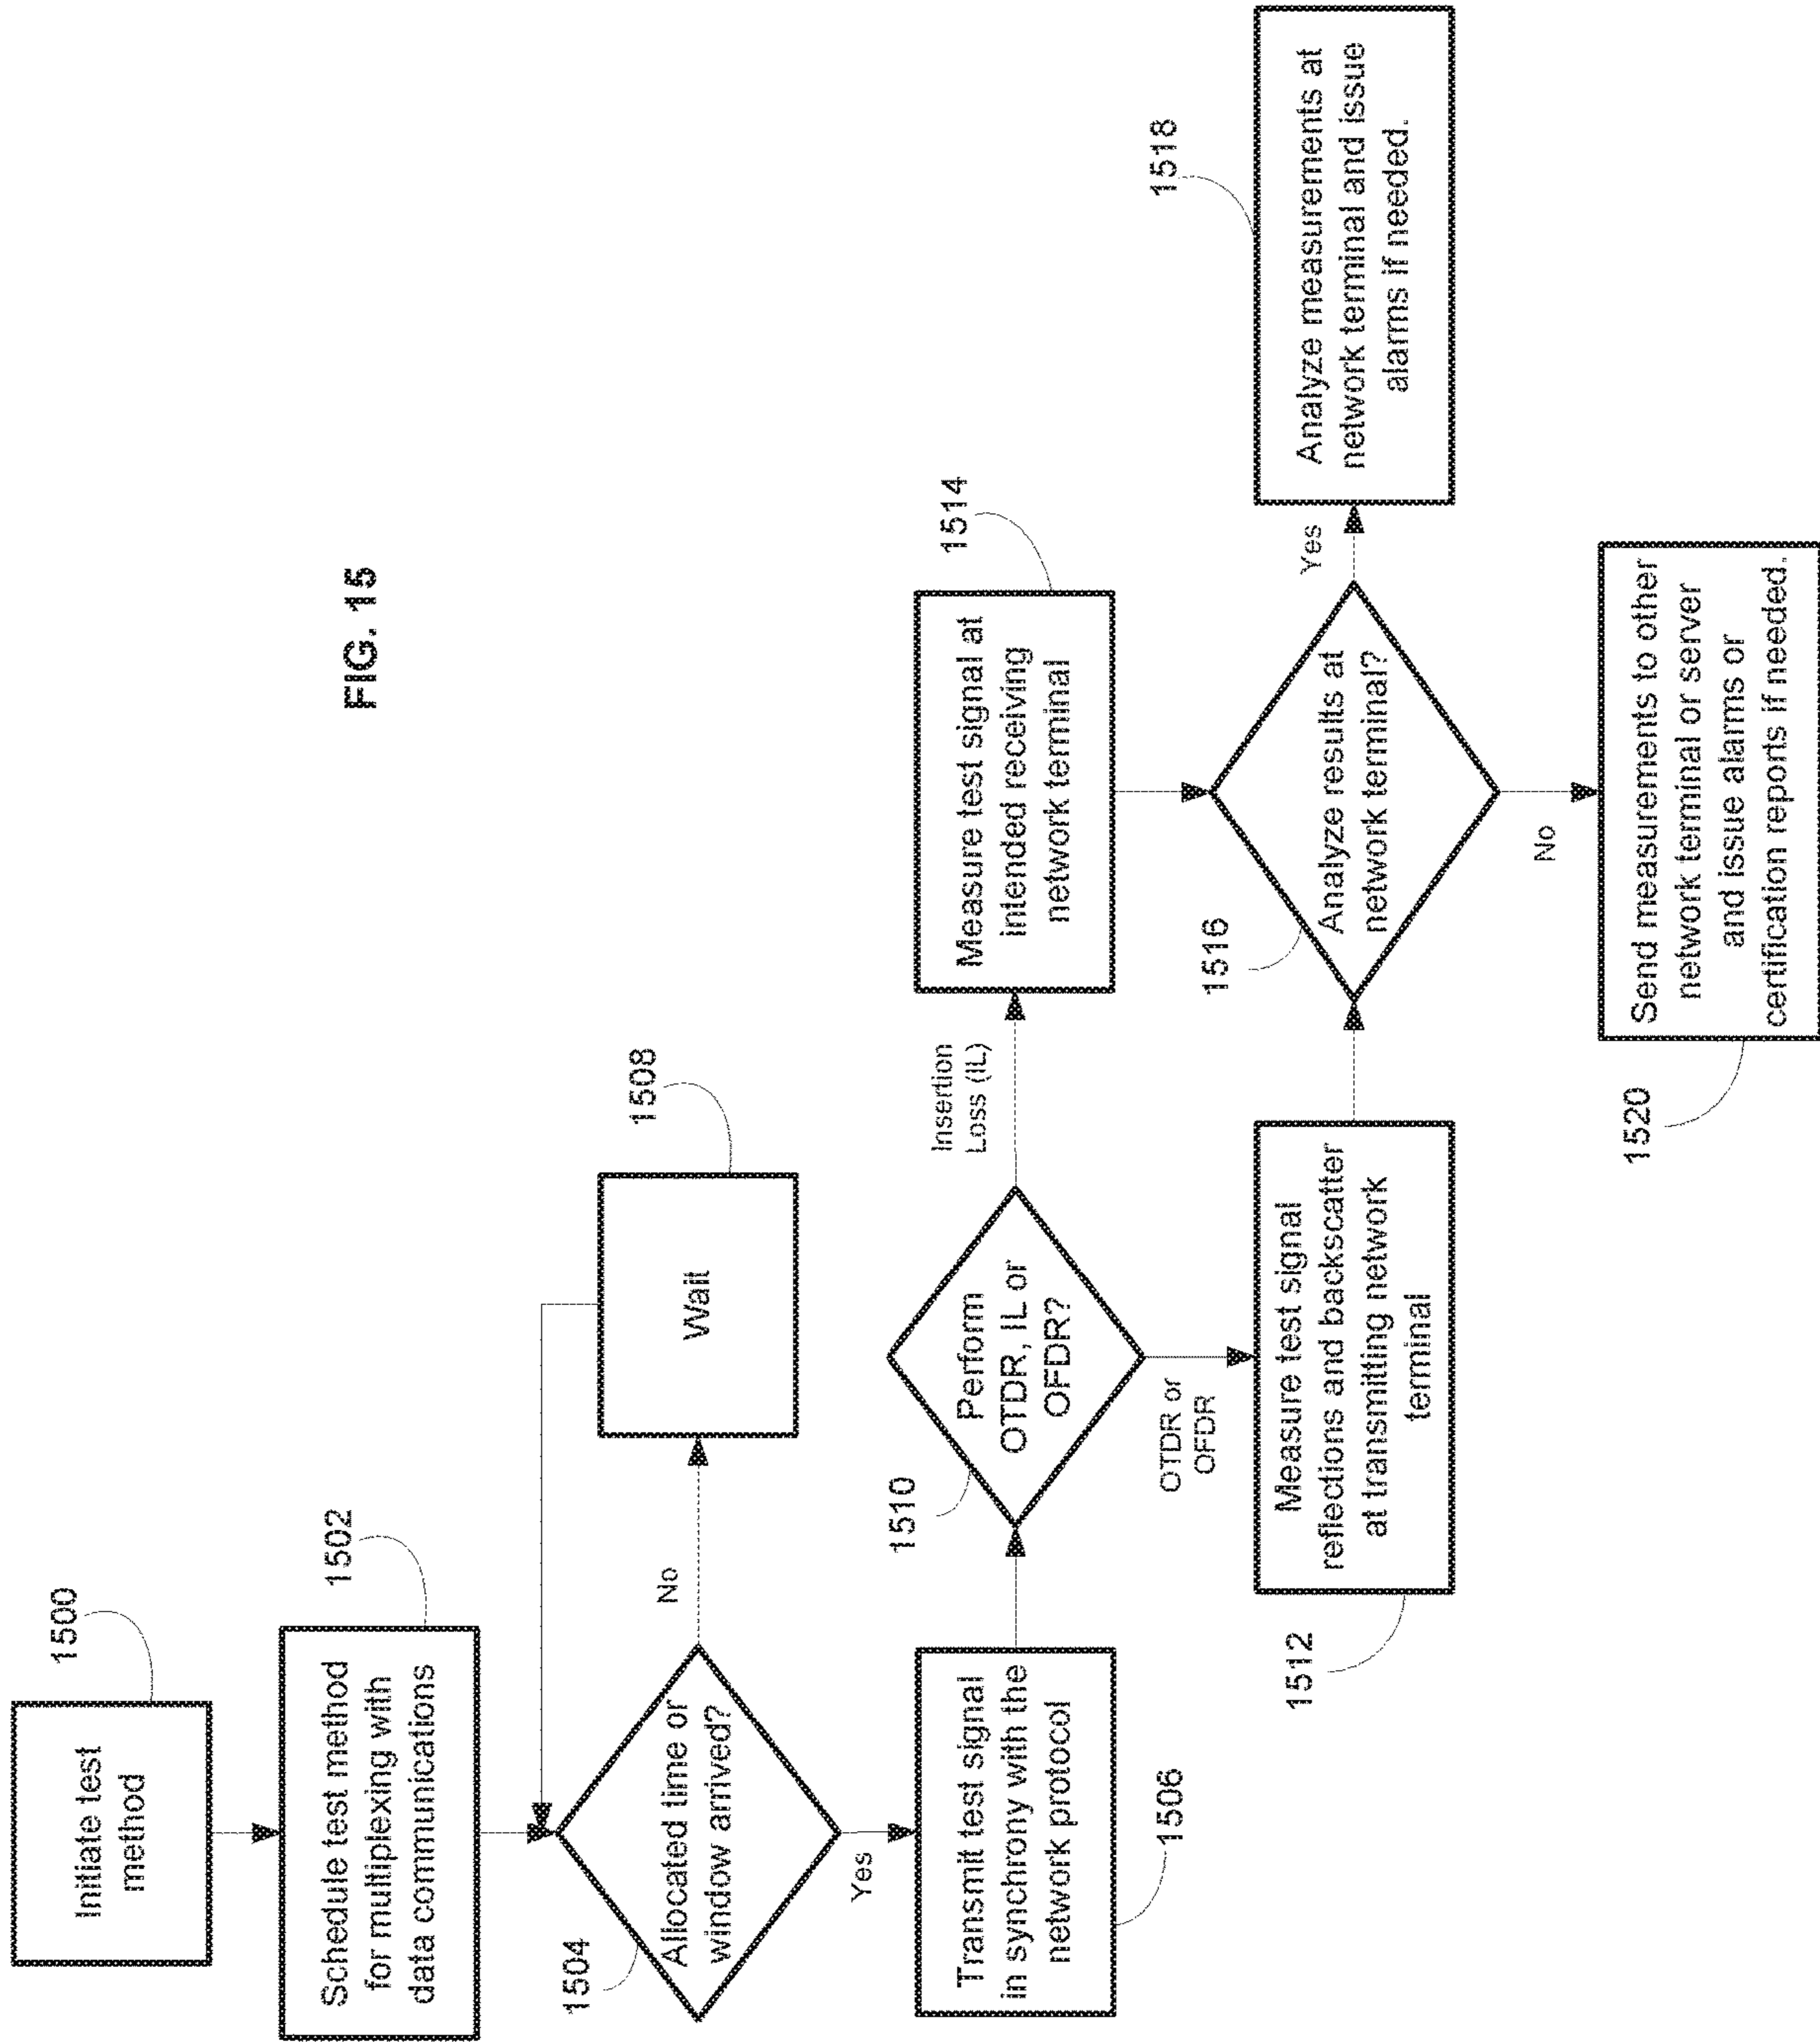 FIG. 15
1500
Initiate test
method
1502
Schedule test method
for multiplexing with
data communications
1504
Allocated time or
window arrived?
No
1508
Wait
Yes
1506
Transmit test signal
in synchrony with the
network protocol
1510
Perform
OTDR, IL or
OFDR?
Insertion
Loss (IL)
OTDR or
OFDR
1512
Measure test signal
reflections and backscatter
at transmitting network
terminal
1514
Measure test signal at
intended receiving
network terminal
1516
Analyze results at
network terminal?
Yes
1518
Analyze measurements at
network terminal and issue
alarms if needed.
No
1520
Send measurements to other
network terminal or server
and issue alarms or
certification reports if needed.